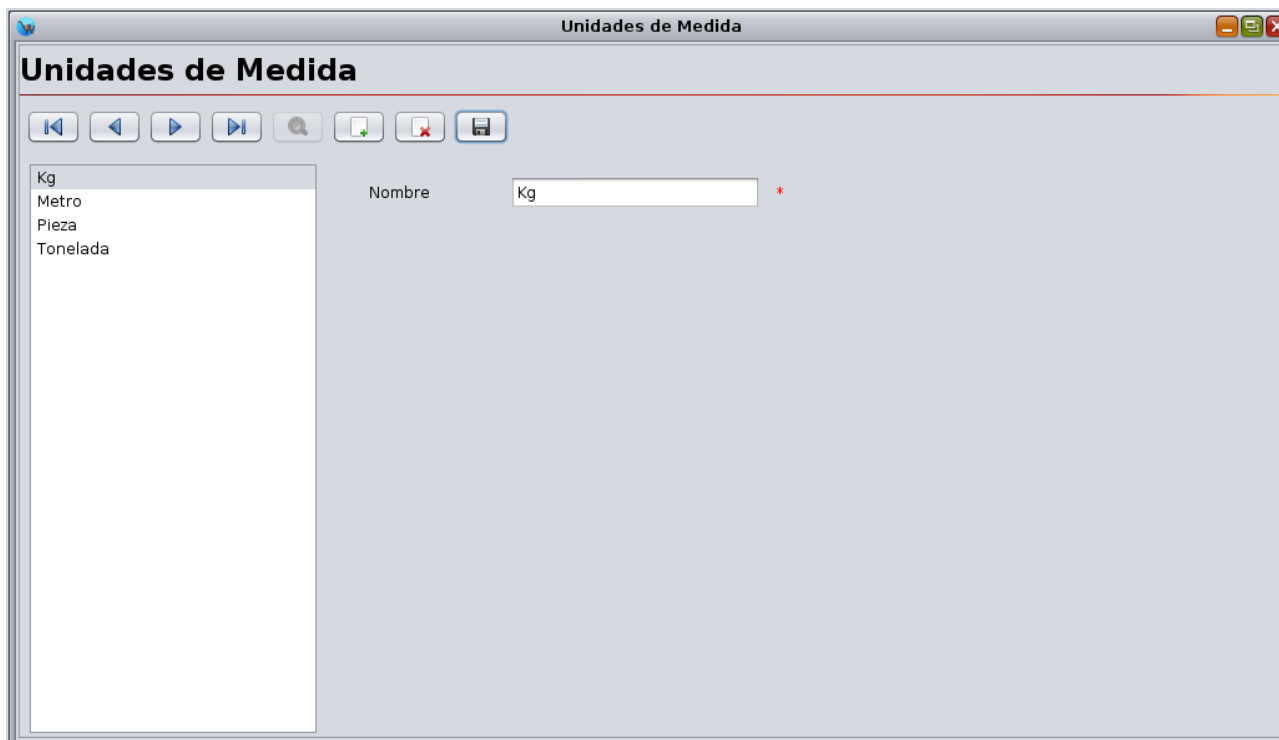 Unidades de Medida
Unidades de Medida
Kg
Metro
Pieza
Tonelada
Nombre
Kg
*